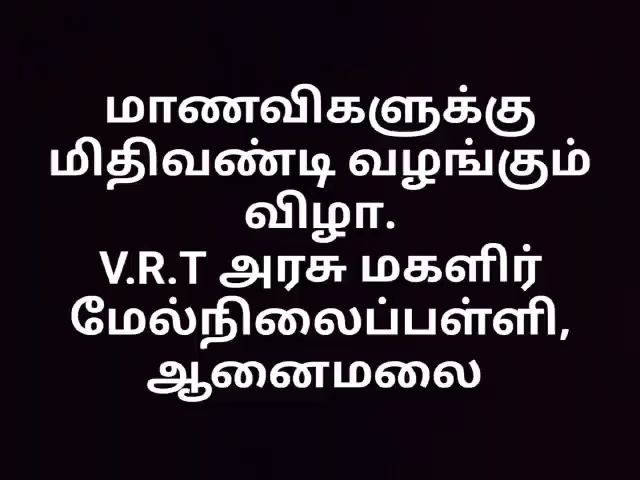 மாணவிகளுக்கு
மிதிவண்டி வழங்கும்
விழா.
V.R.T அரசு மகளிர்
மேல்நிலைப்பள்ளி,
ஆனைமலை